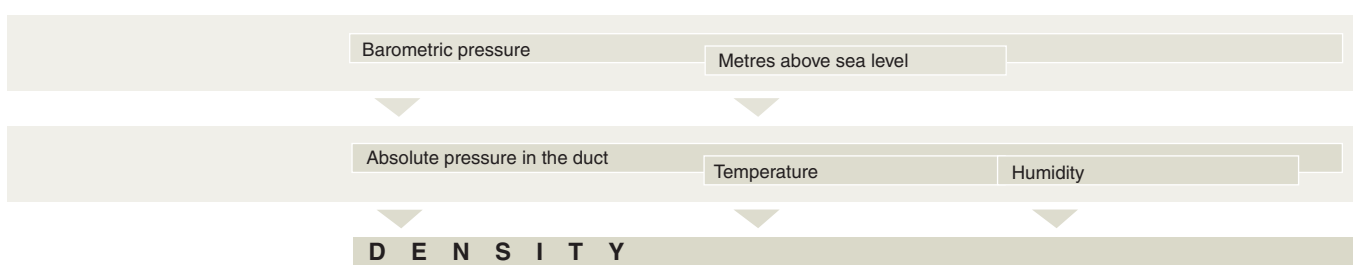 Barometric pressure
Metres above sea level
Absolute pressure in the duct
Temperature
Humidity
D E N S I T Y